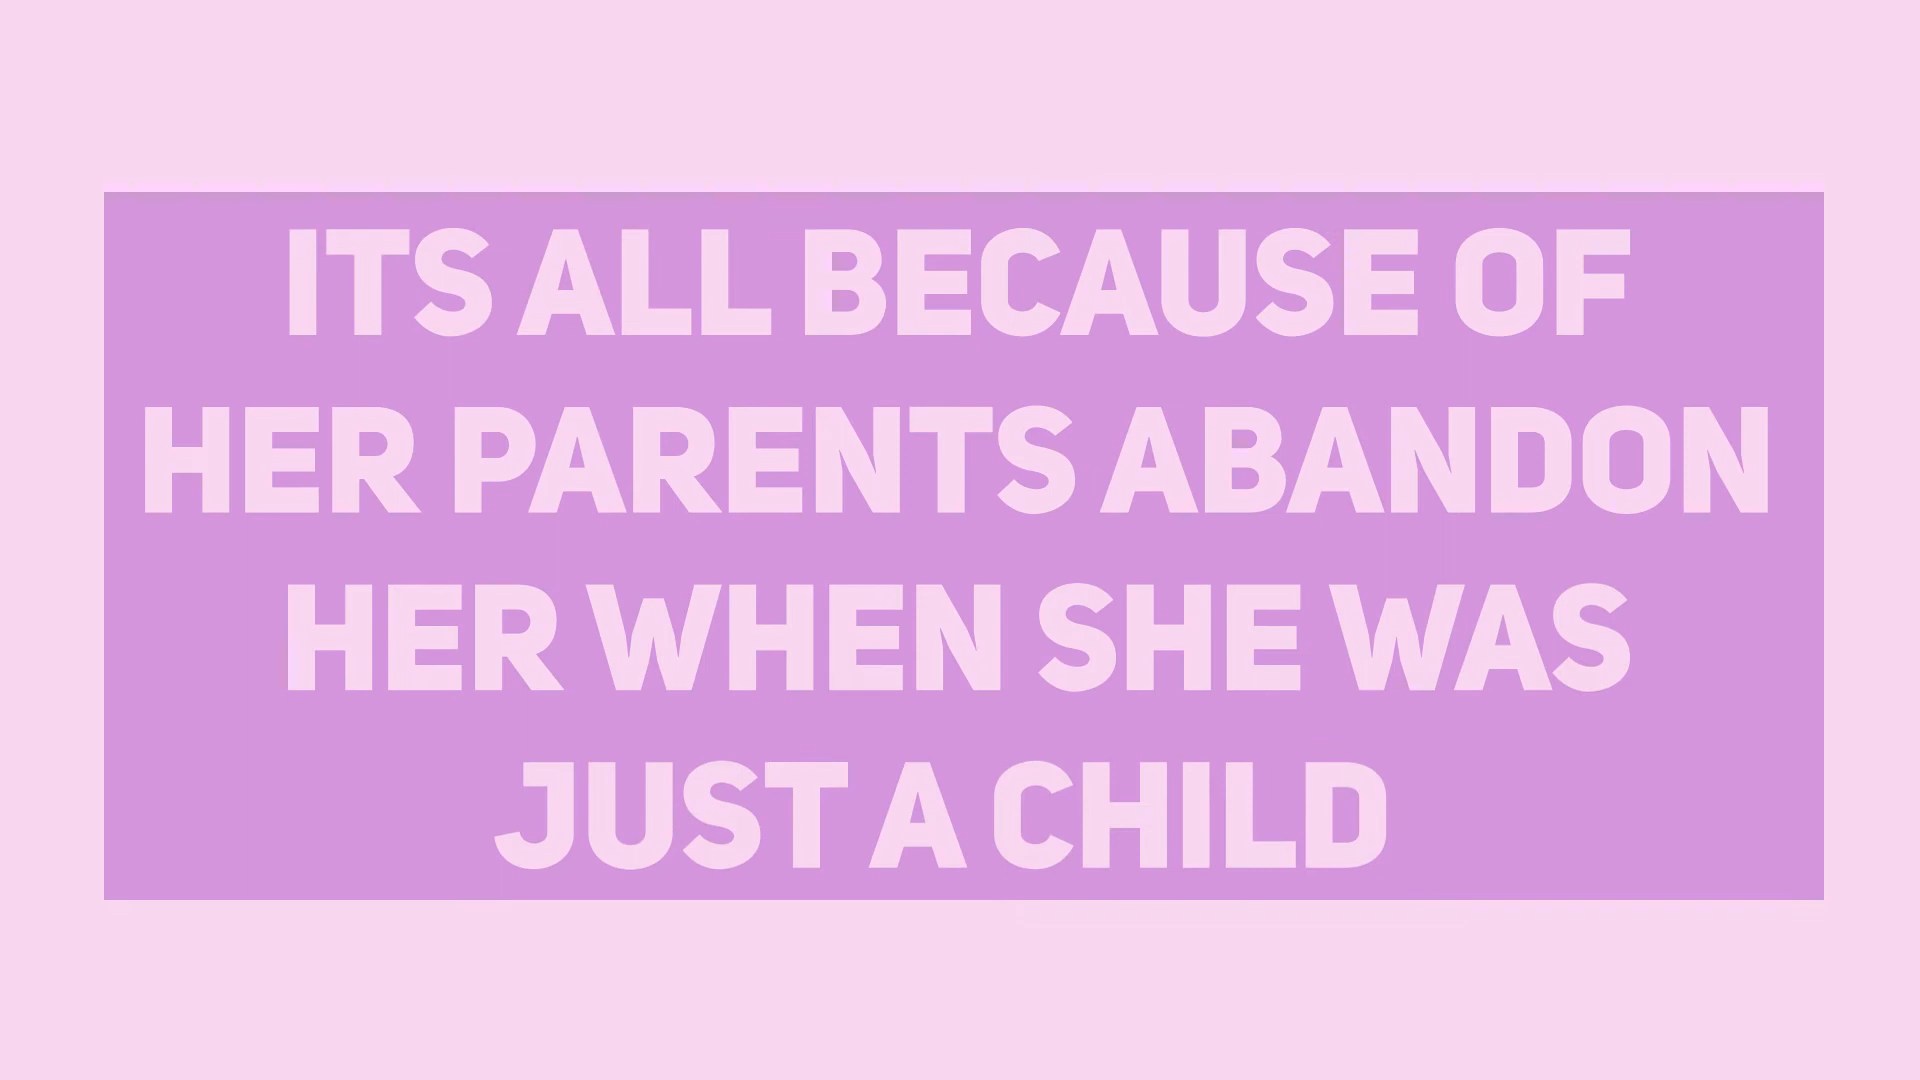 ITS ALL BECAUSE OF
HER PARENTS ABANDON
HER WHEN SHE WAS
JUST A CHILD